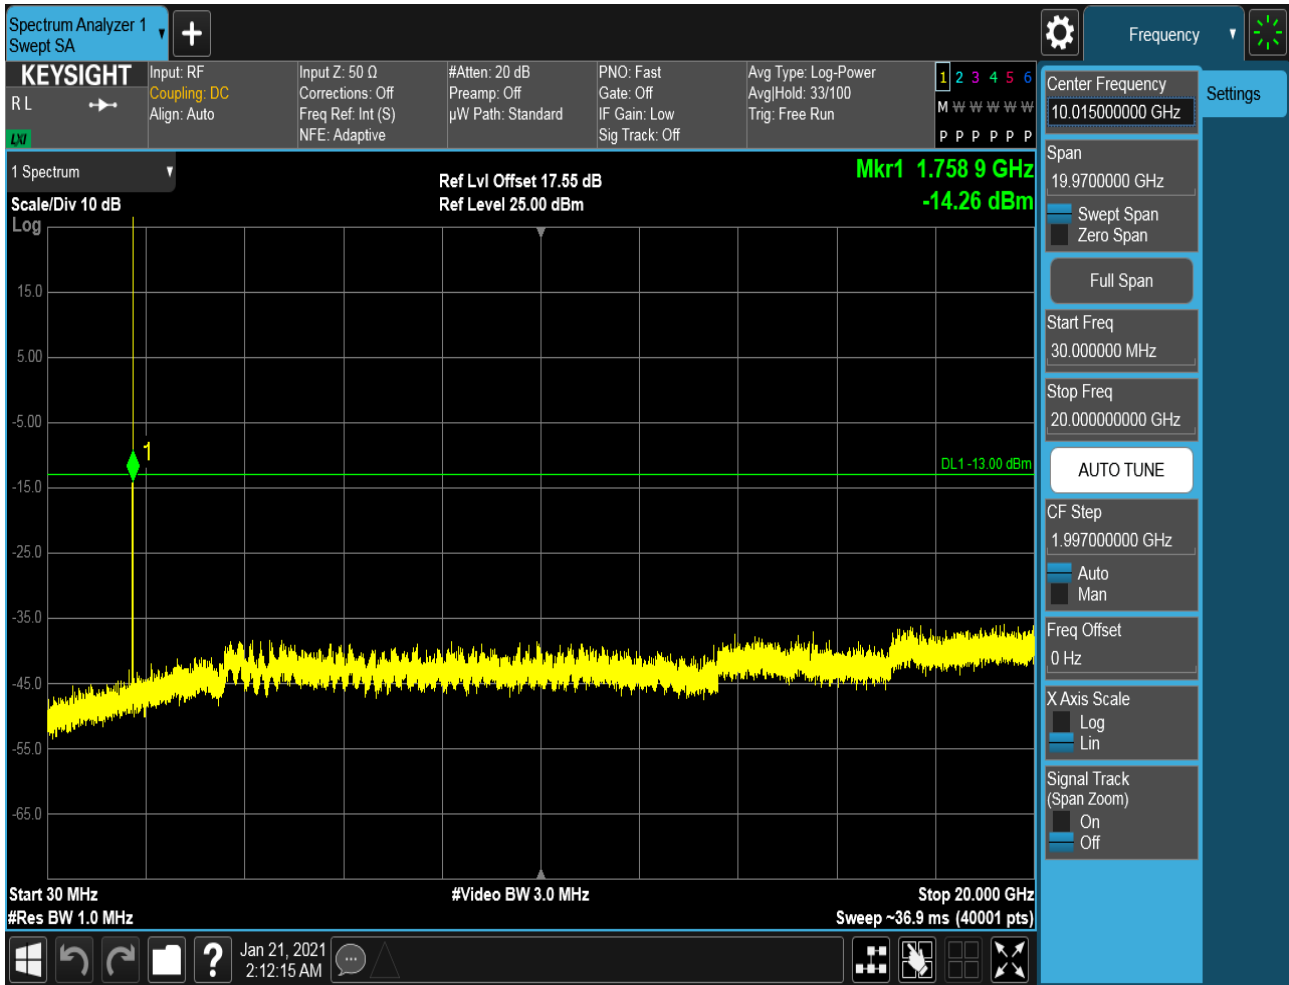 Spectrum Analyzer 1
Swept SA
Frequency
KEYSIGHT
R L
LXI
Input: RF
Coupling: DC
Align: Auto
Input Z: 50 Ω
Corrections: Off
Freq Ref: Int (S)
NFE: Adaptive
#Atten: 20 dB
Preamp: Off
µW Path: Standard
PNO: Fast
Gate: Off
IF Gain: Low
Sig Track: Off
Avg Type: Log-Power
Avg|Hold: 33/100
Trig: Free Run
1 2 3 4 5 6
M W W W W W
P P P P P P
1 Spectrum
Scale/Div 10 dB
Log
Ref Lvl Offset 17.55 dB
Ref Level 25.00 dBm
Mkr1 1.758 9 GHz
-14.26 dBm
15.0
5.00
-5.00
-15.0
-25.0
-35.0
-45.0
-55.0
-65.0
1
DL1 -13.00 dBm
Start 30 MHz
#Res BW 1.0 MHz
#Video BW 3.0 MHz
Stop 20.000 GHz
Sweep ~36.9 ms (40001 pts)
Jan 21, 2021
2:12:15 AM
Center Frequency
10.015000000 GHz
Settings
Span
19.9700000 GHz
Swept Span
Zero Span
Full Span
Start Freq
30.000000 MHz
Stop Freq
20.000000000 GHz
AUTO TUNE
CF Step
1.997000000 GHz
Auto
Man
Freq Offset
0 Hz
X Axis Scale
Log
Lin
Signal Track
(Span Zoom)
On
Off